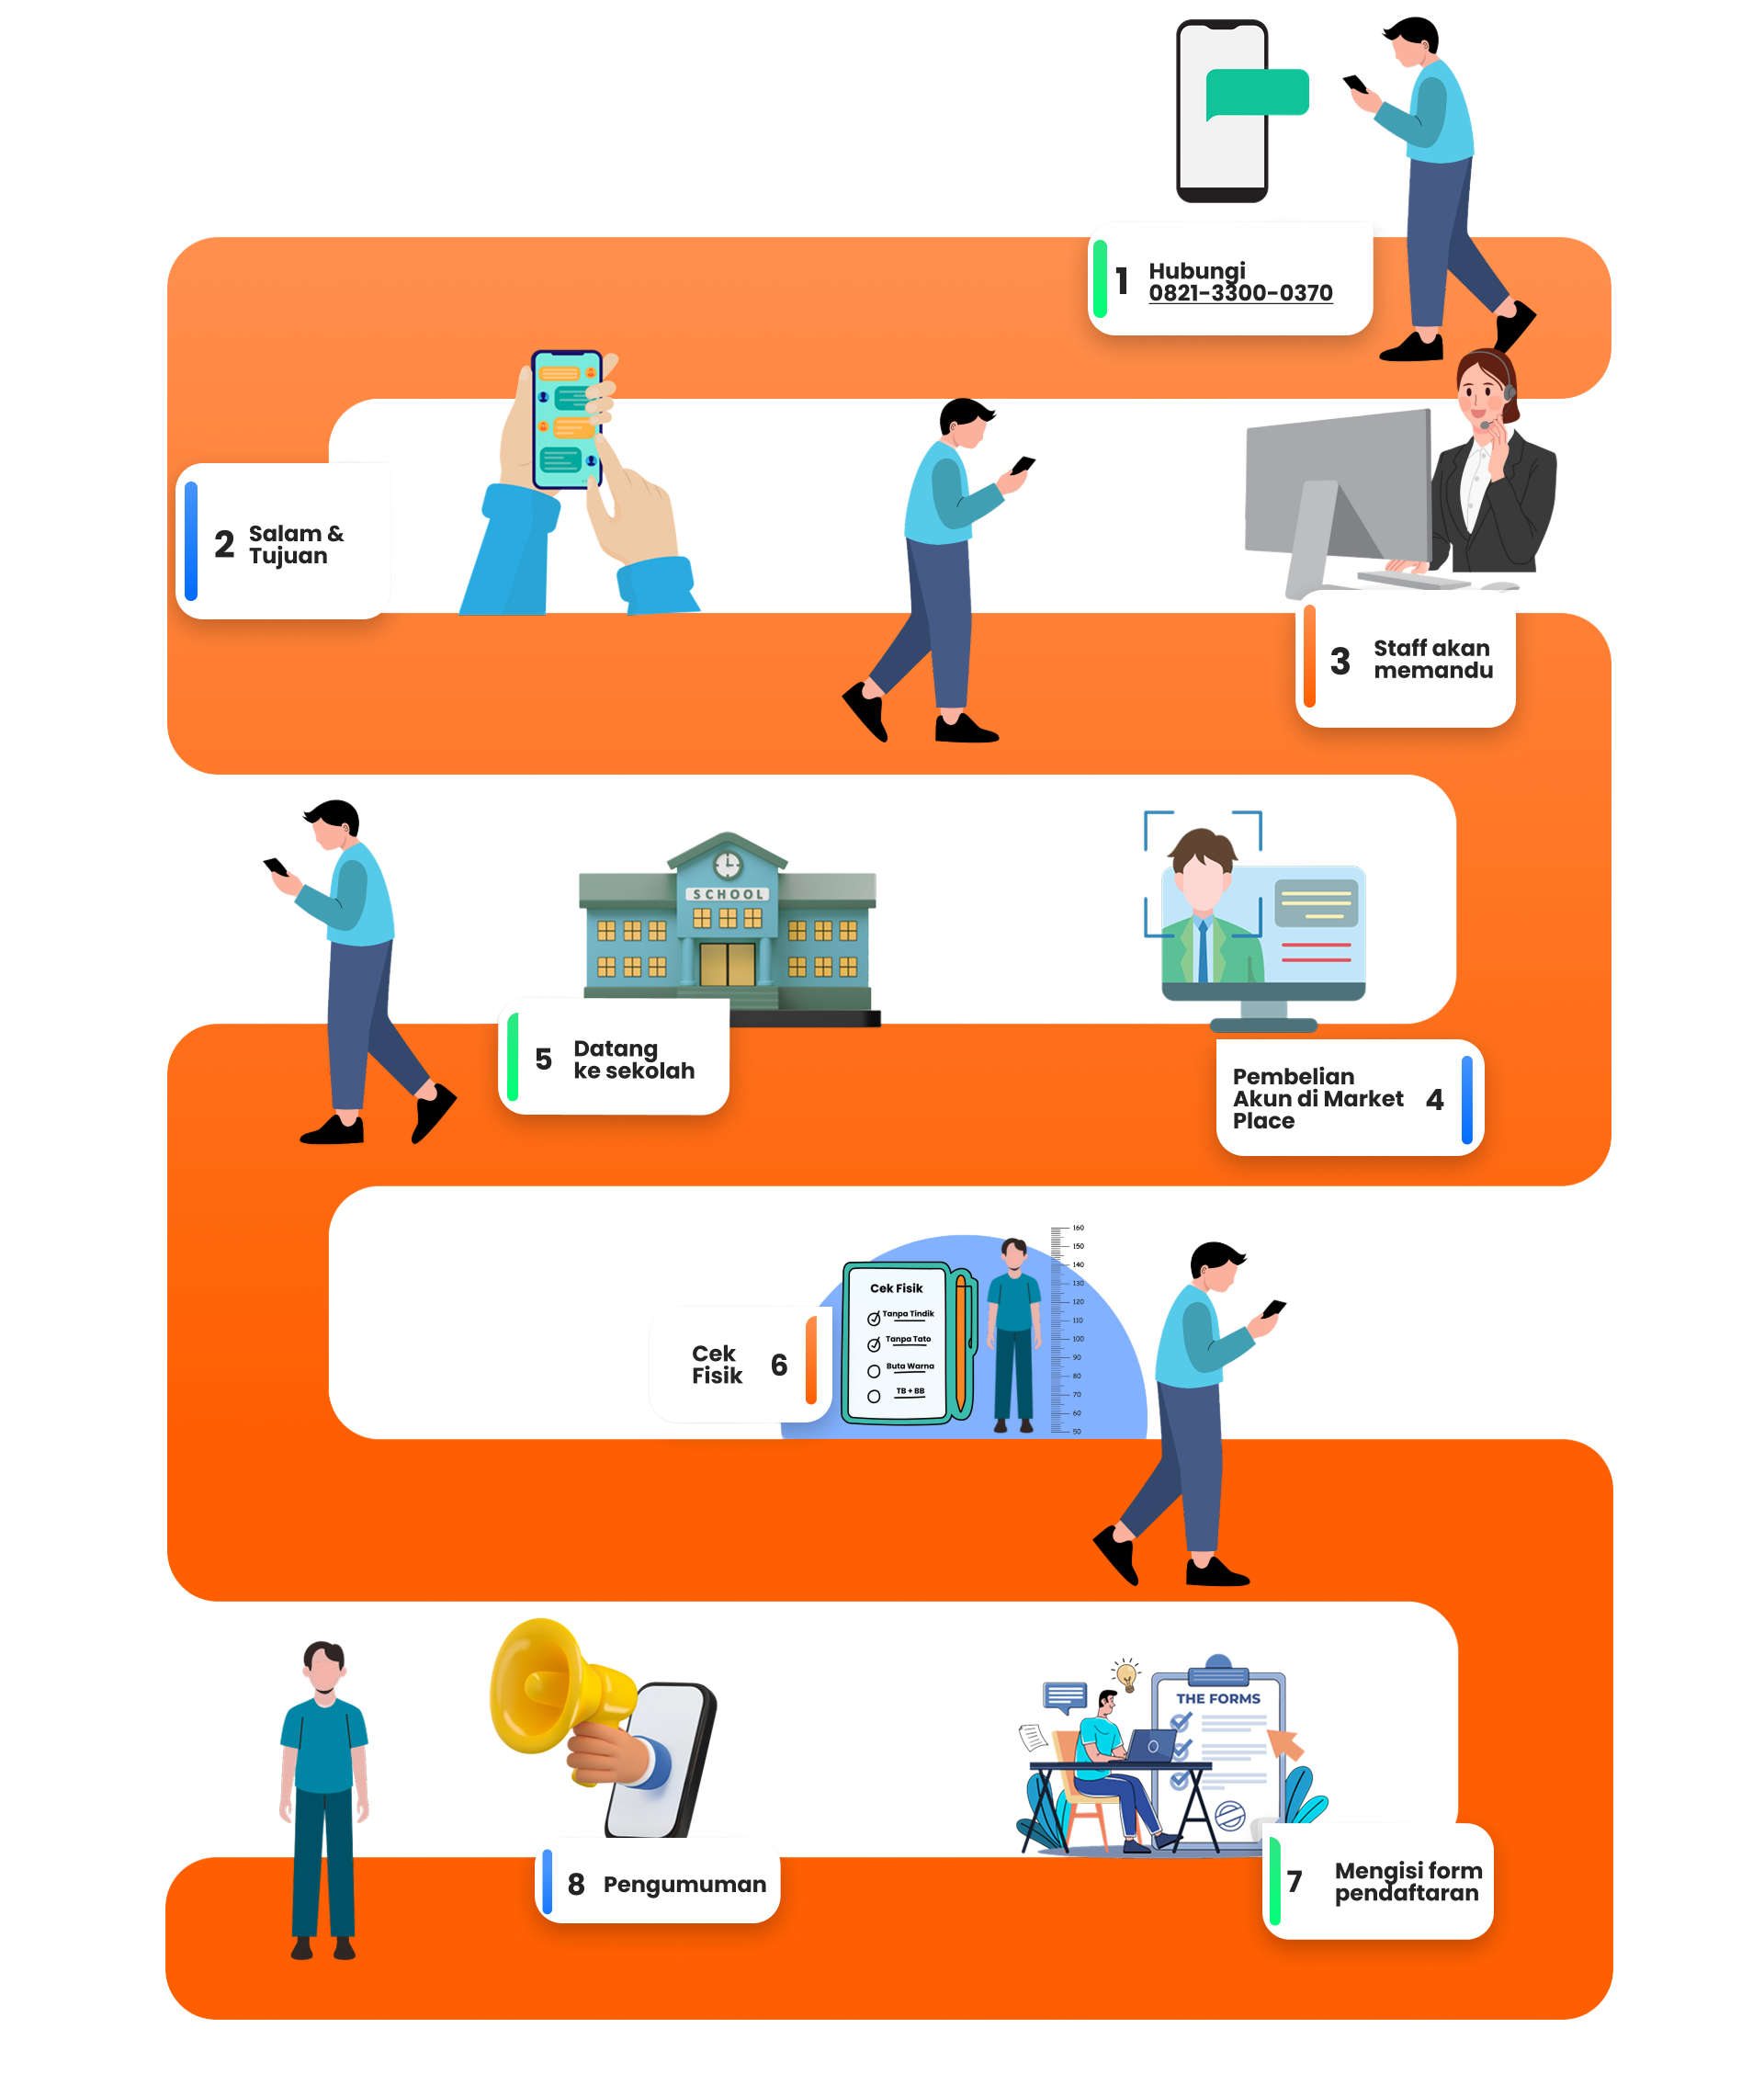 1
Hubungi
0821-3300-0370
2
Salam &
Tujuan
3
Staff akan
memandu
SCHOOL
5
Datang
ke sekolah
Pembelian
Akun di Market
Place
4
Cek
Fisik
6
Cek Fisik
Tanpa Tindik
Tanpa Tato
Buta Warna
TB + BB
160
150
140
130
120
110
100
90
80
70
60
50
THE FORMS
8
Pengumuman
7
Mengisi form
pendaftaran